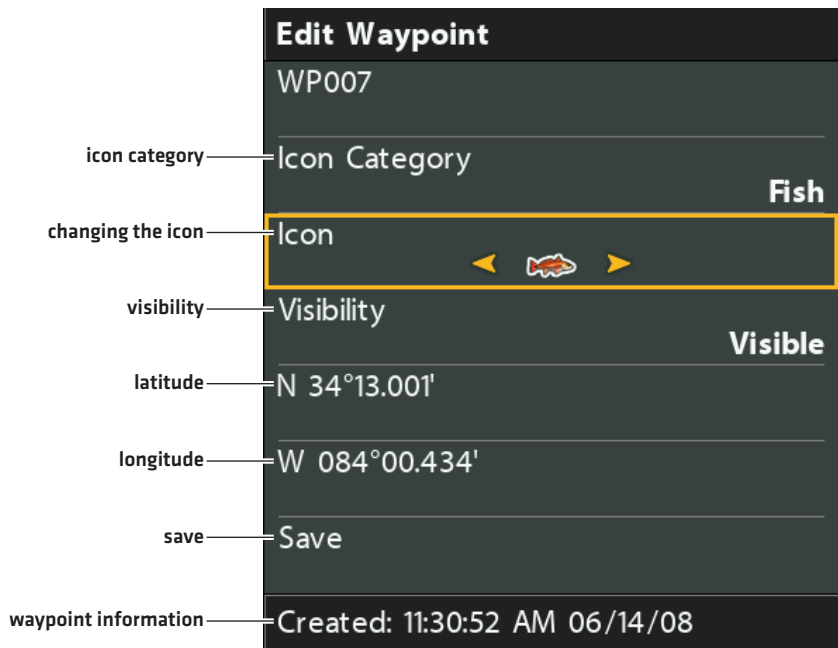 Edit Waypoint
WP007
icon category
Icon Category
Fish
changing the icon
Icon
visibility
Visibility
Visible
latitude
N 34°13.001'
longitude
W 084°00.434'
save
Save
waypoint information
Created: 11:30:52 AM 06/14/08